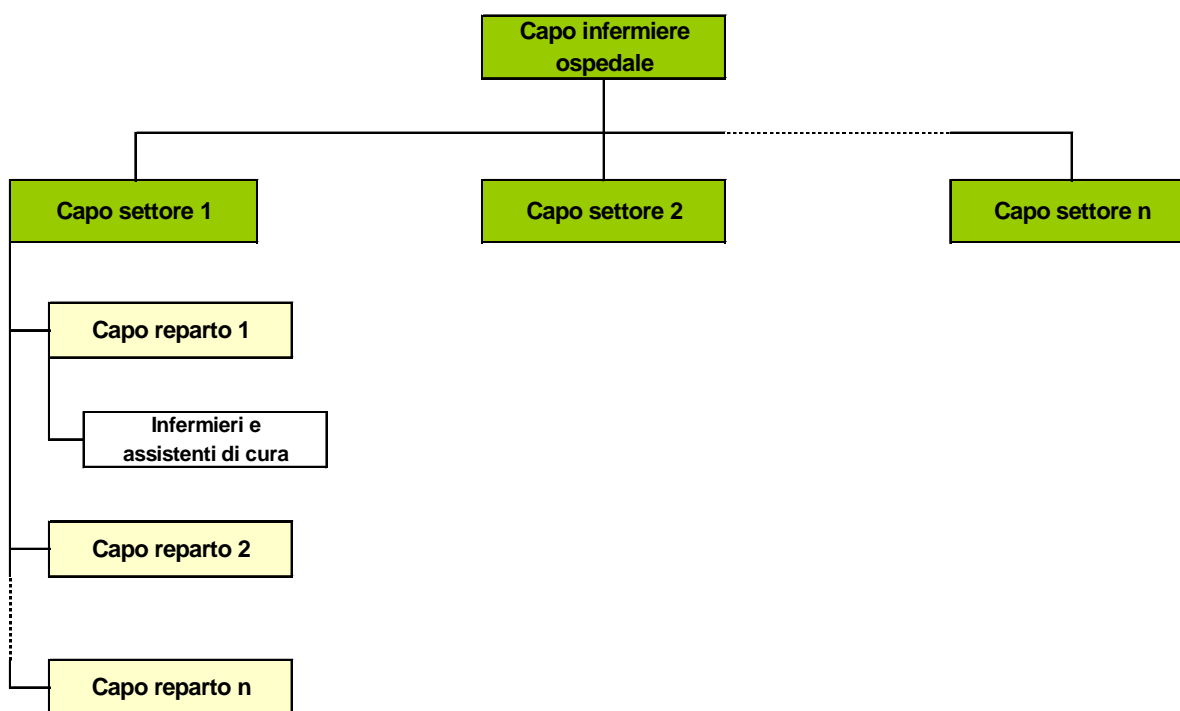 Capo infermiere
ospedale
Capo settore 1
Capo settore 2
Capo settore n
Capo reparto 1
Infermieri e
assistenti di cura
Capo reparto 2
Capo reparto n